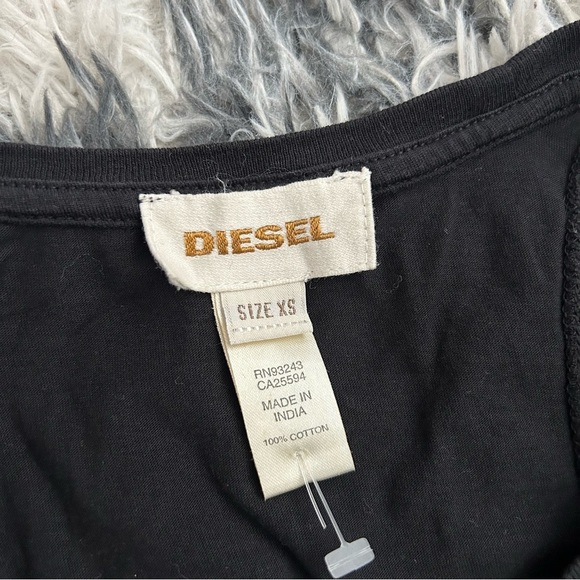 DIESEL
SIZE XS
RN93243
CA25594
MADE IN
INDIA
100% COTTON